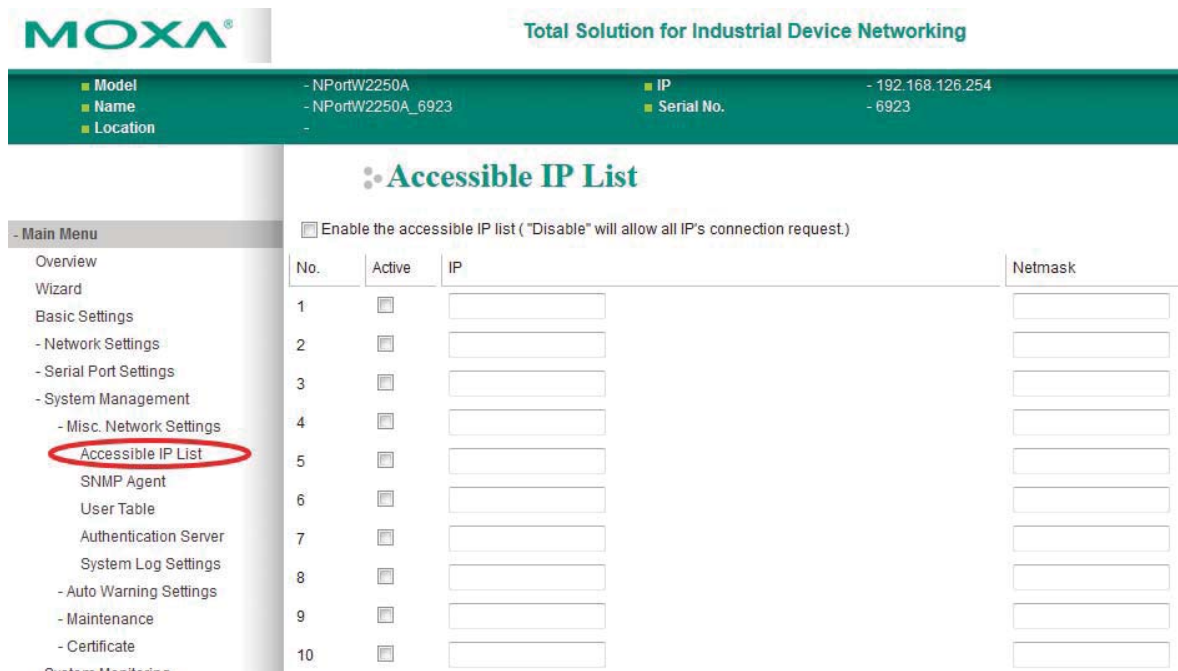 MOXA®
Total Solution for Industrial Device Networking
Model - NPortW2250A IP - 192.168.126.254
Name - NPortW2250A_6923 Serial No. - 6923
Location -
Accessible IP List
Enable the accessible IP list ( "Disable" will allow all IP's connection request.)
- Main Menu
Overview
Wizard
Basic Settings
- Network Settings
- Serial Port Settings
- System Management
- Misc. Network Settings
Accessible IP List
SNMP Agent
User Table
Authentication Server
System Log Settings
- Auto Warning Settings
- Maintenance
- Certificate
System Monitoring
No. Active IP Netmask
1
2
3
4
5
6
7
8
9
10